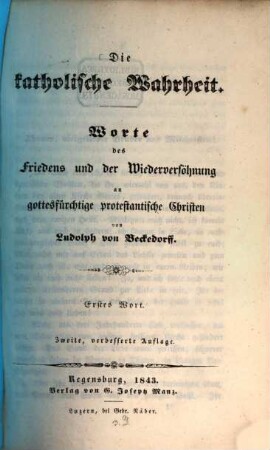 Die
katholische Wahrheit.
Worte
des
Friedens und der Wiederversöhnung
an
gottesfürchtige protestantische Christen
von
Ludolph von Beckedorff.
Erstes Wort.
Zweite, verbesserte Auflage.
Regensburg, 1843.
Verlag von G. Joseph Manz.
Luzern, bei Gebr. Räber.